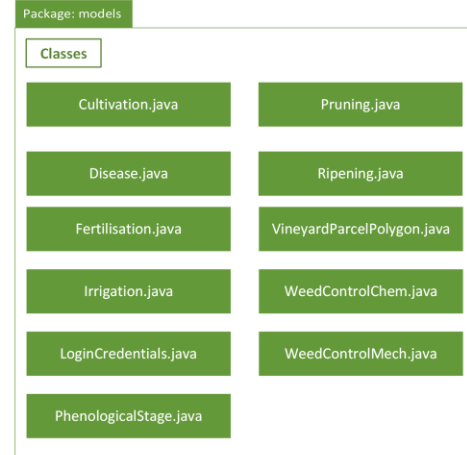 Package: models
Classes
Cultivation.java
Pruning.java
Disease.java
Ripening.java
Fertilisation.java
VineyardParcelPolygon.java
Irrigation.java
WeedControlChem.java
LoginCredentials.java
WeedControlMech.java
PhenologicalStage.java